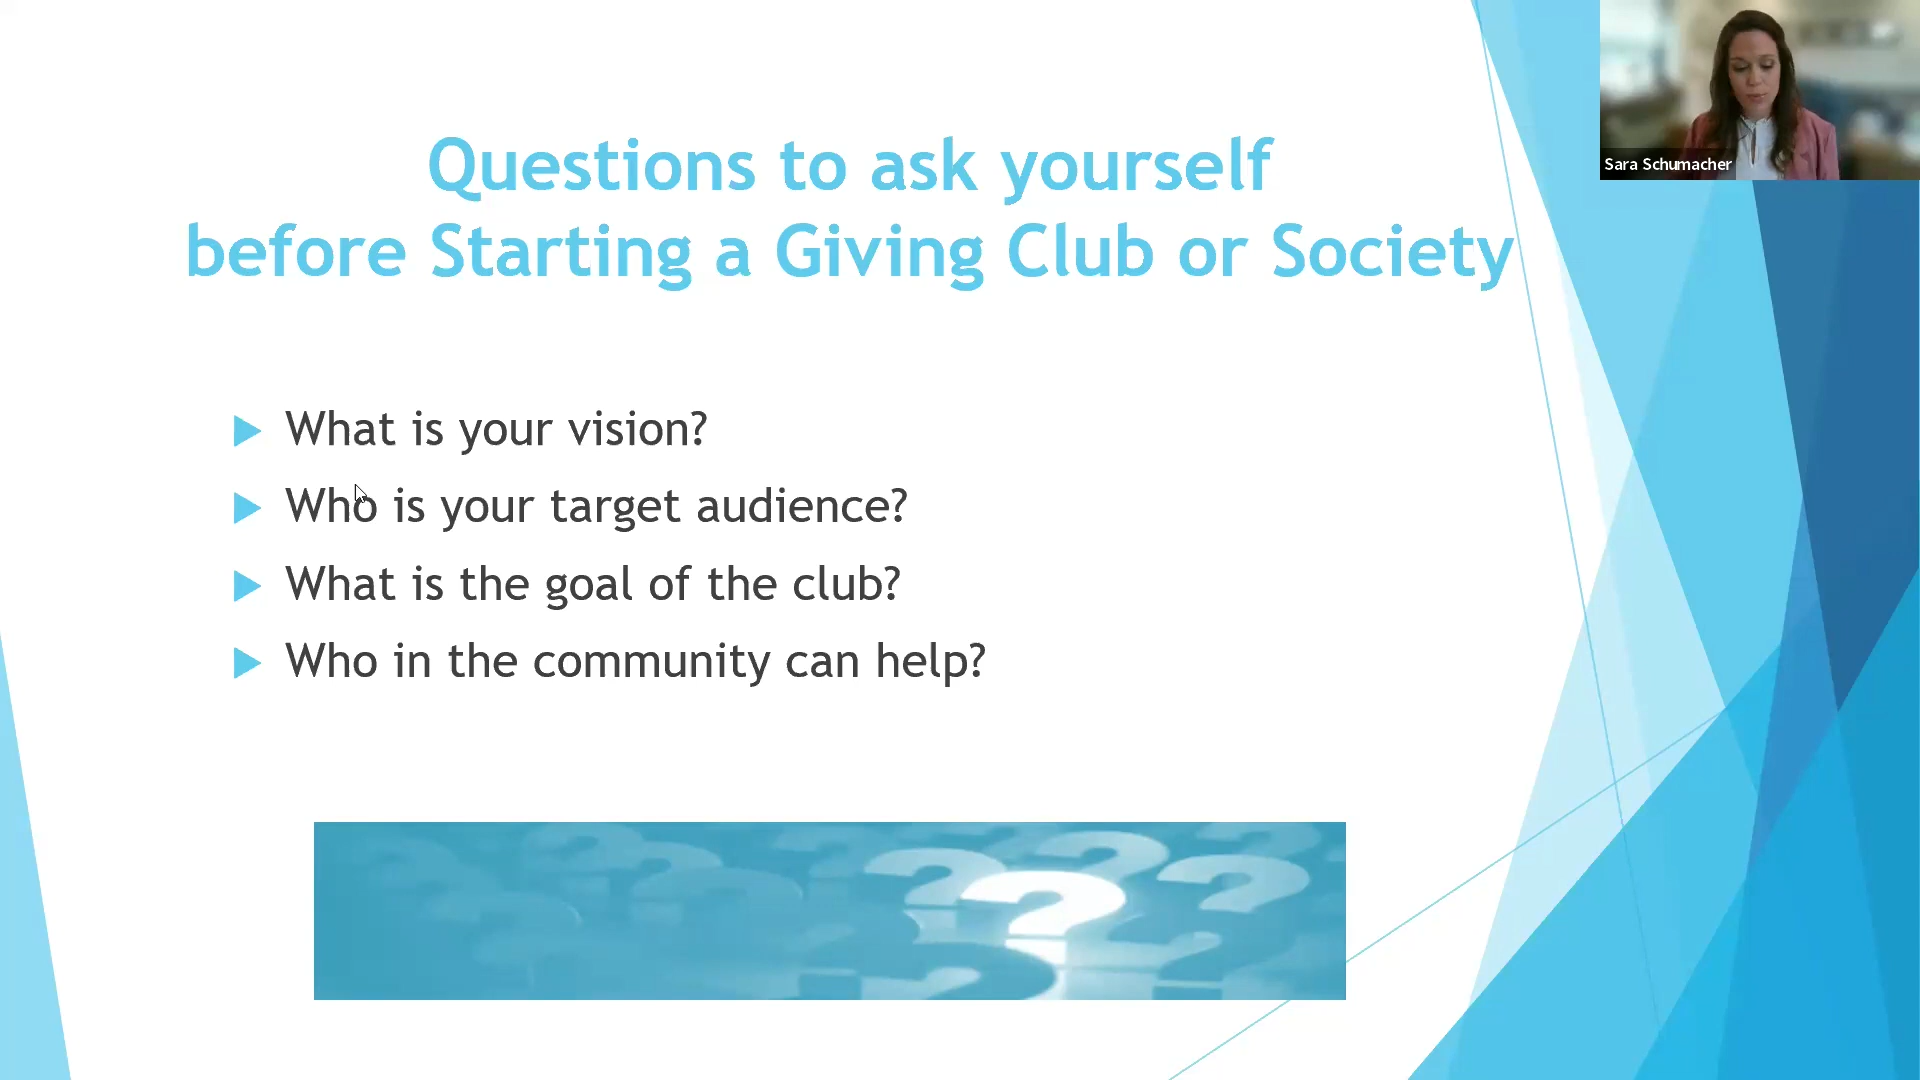 Questions to ask yourself
before Starting a Giving Club or Society
What is your vision?
Who is your target audience?
What is the goal of the club?
Who in the community can help?
Sara Schumacher